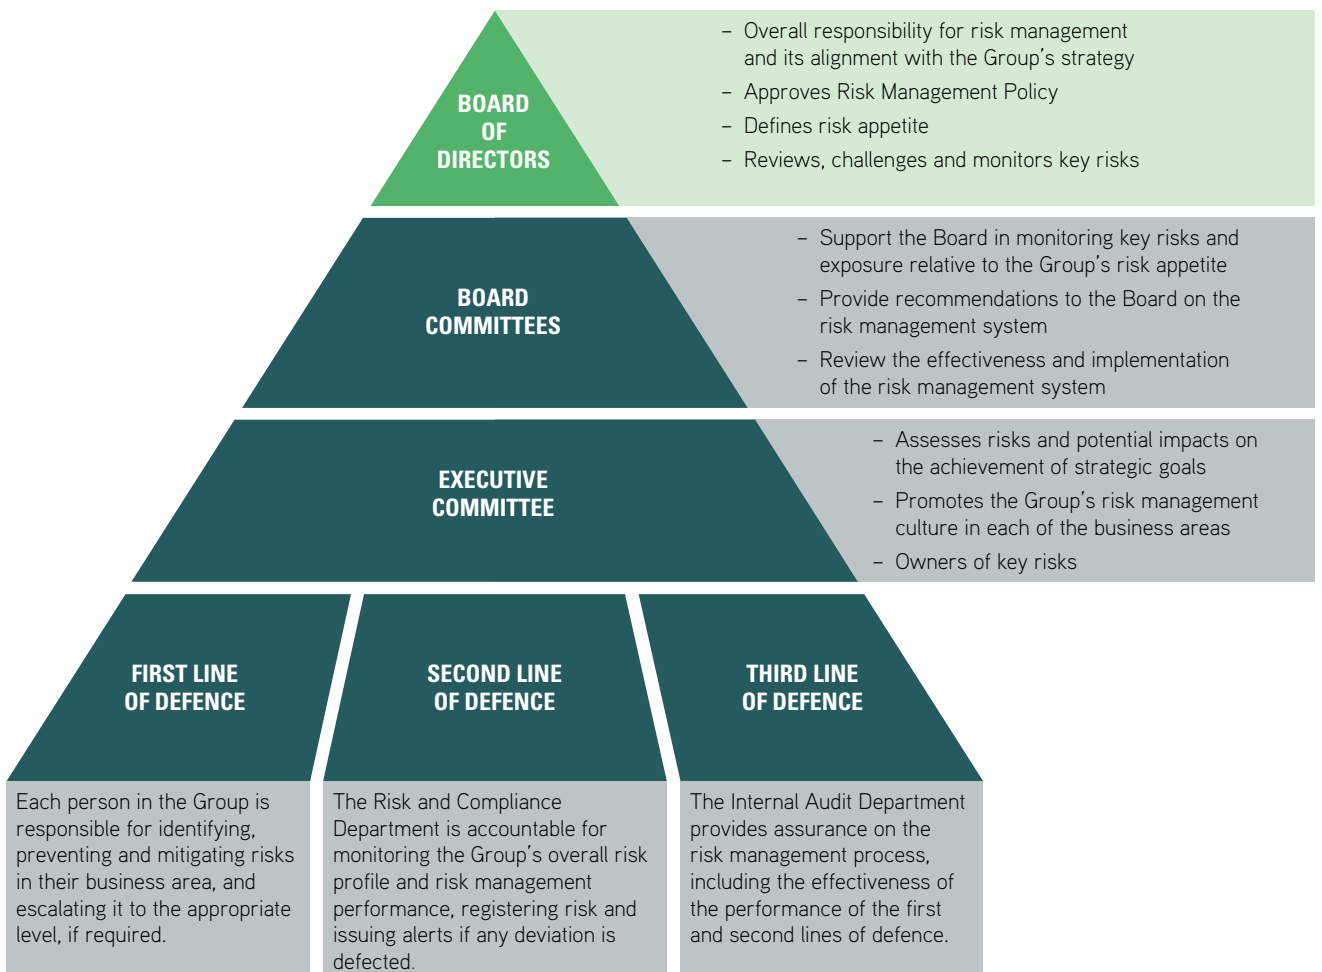 BOARD
OF
DIRECTORS
– Overall responsibility for risk management
and its alignment with the Group's strategy
– Approves Risk Management Policy
– Defines risk appetite
– Reviews, challenges and monitors key risks
BOARD
COMMITTEES
– Support the Board in monitoring key risks and
exposure relative to the Group's risk appetite
– Provide recommendations to the Board on the
risk management system
– Review the effectiveness and implementation
of the risk management system
EXECUTIVE
COMMITTEE
– Assesses risks and potential impacts on
the achievement of strategic goals
– Promotes the Group's risk management
culture in each of the business areas
– Owners of key risks
FIRST LINE
OF DEFENCE
Each person in the Group is
responsible for identifying,
preventing and mitigating risks
in their business area, and
escalating it to the appropriate
level, if required.
SECOND LINE
OF DEFENCE
The Risk and Compliance
Department is accountable for
monitoring the Group's overall risk
profile and risk management
performance, registering risk and
issuing alerts if any deviation is
defected.
THIRD LINE
OF DEFENCE
The Internal Audit Department
provides assurance on the
risk management process,
including the effectiveness of
the performance of the first
and second lines of defence.